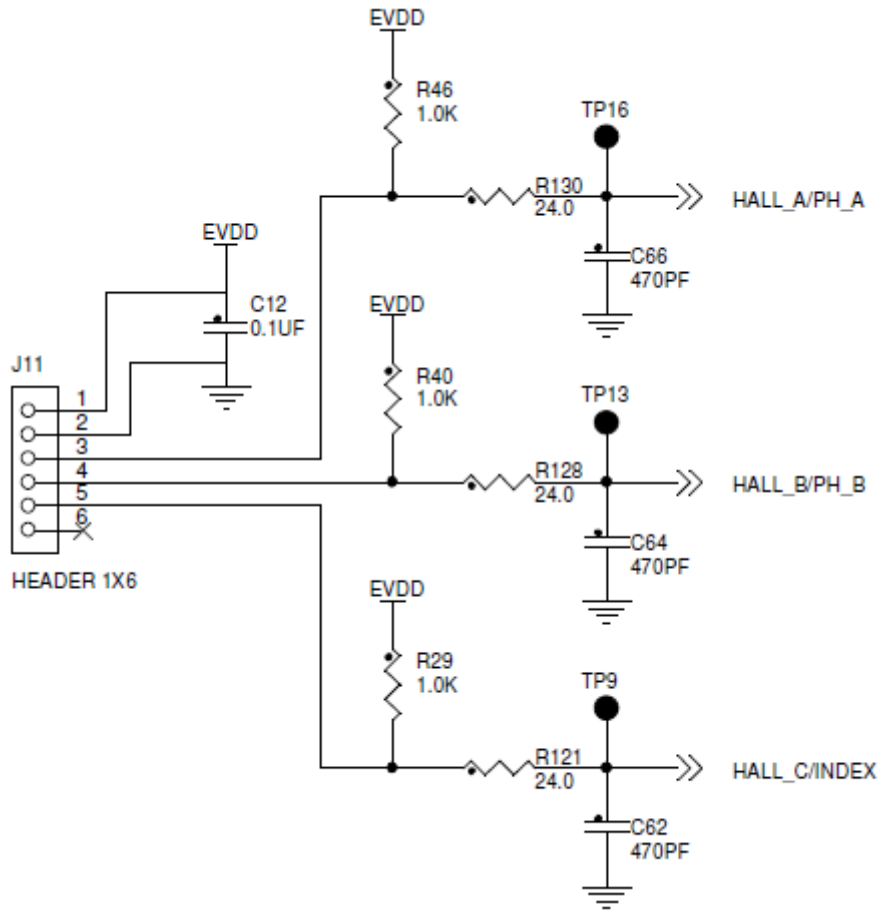 EVDD
R46
1.0K
TP16
R130
24.0
HALL_A/PH_A
C66
470PF
EVDD
C12
0.1UF
EVDD
R40
1.0K
TP13
R128
24.0
HALL_B/PH_B
C64
470PF
J11
1
2
3
4
5
6
HEADER 1X6
EVDD
R29
1.0K
TP9
R121
24.0
HALL_C/INDEX
C62
470PF